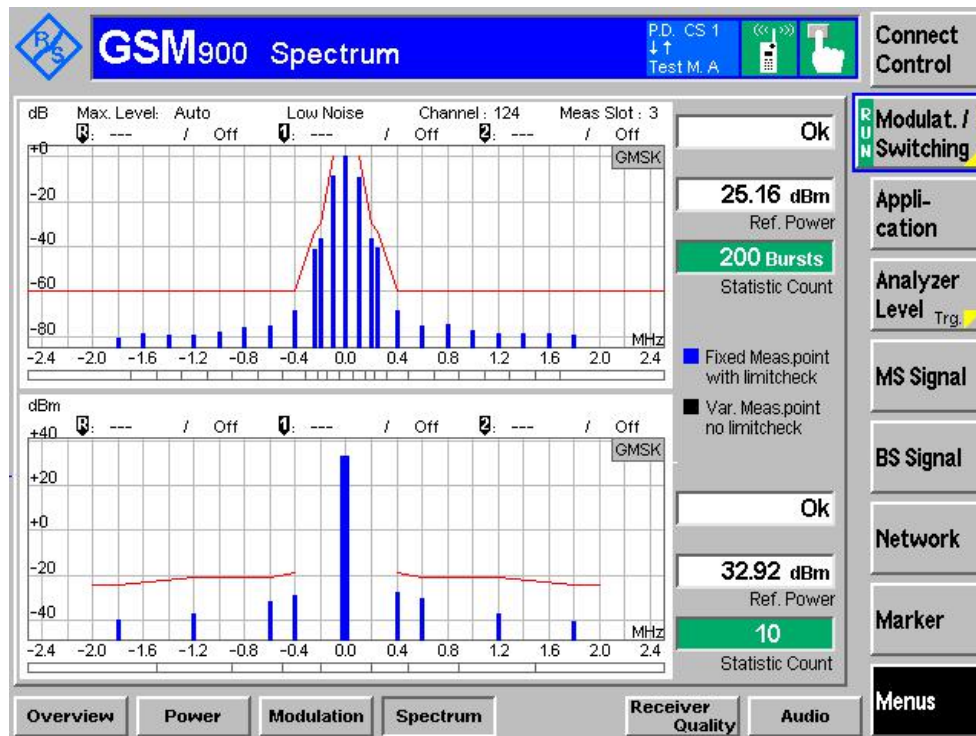 R/S
GSM900 Spectrum
P.D. CS 1
Test M. A
Connect Control
RUN
Modulat. / Switching
Appli-
cation
Analyzer Level Trg.
MS Signal
BS Signal
Network
Marker
Menus
dB Max. Level: Auto Low Noise Channel : 124 Meas Slot : 3
R: --- / Off 1: --- / Off 2: --- / Off
GMSK
+0
-20
-40
-60
-80
MHz
-2.4 -2.0 -1.6 -1.2 -0.8 -0.4 0.0 0.4 0.8 1.2 1.6 2.0 2.4
Ok
25.16 dBm
Ref. Power
200 Bursts
Statistic Count
Fixed Meas.point
with limitcheck
Var. Meas.point
no limitcheck
dBm
R: --- / Off 1: --- / Off 2: --- / Off
GMSK
+40
+20
+0
-20
-40
MHz
-2.4 -2.0 -1.6 -1.2 -0.8 -0.4 0.0 0.4 0.8 1.2 1.6 2.0 2.4
Ok
32.92 dBm
Ref. Power
10
Statistic Count
Overview Power Modulation Spectrum Receiver Quality Audio